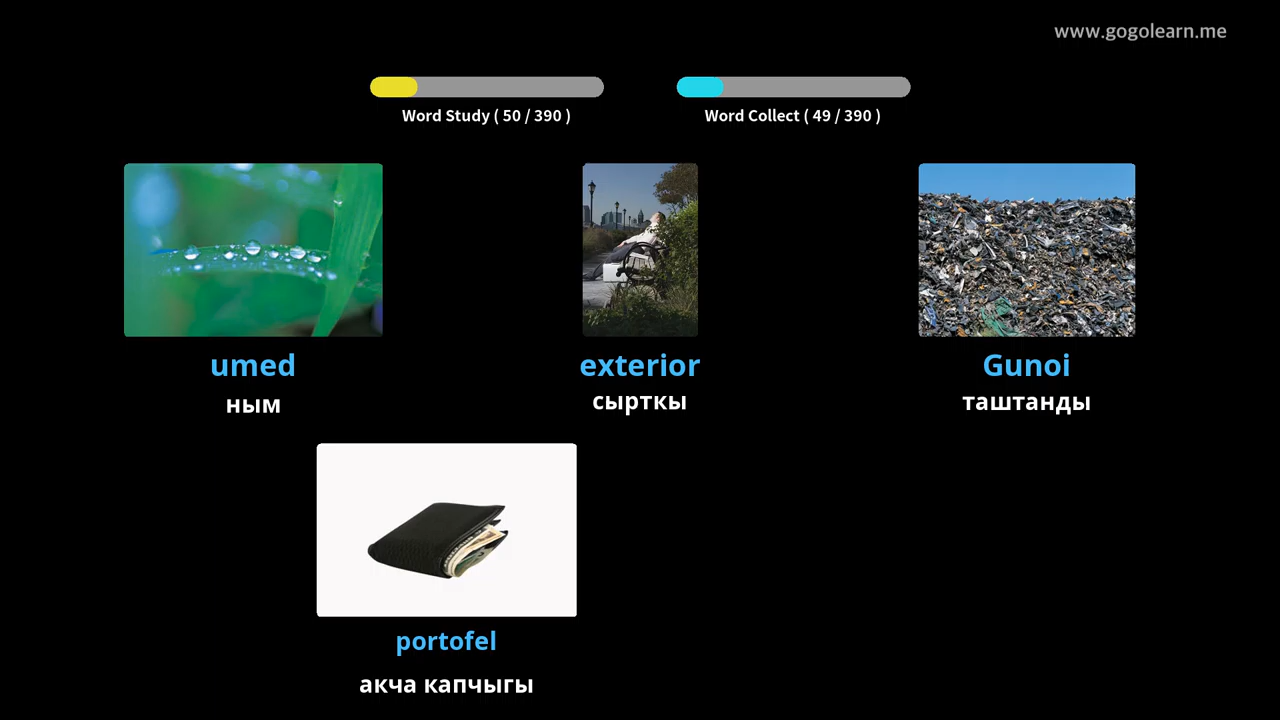 www.gogolearn.me
Word Study ( 50 / 390 )
Word Collect ( 49 / 390 )
umed
ным
exterior
сырткы
Gunoi
таштанды
portofel
акча капчыгы